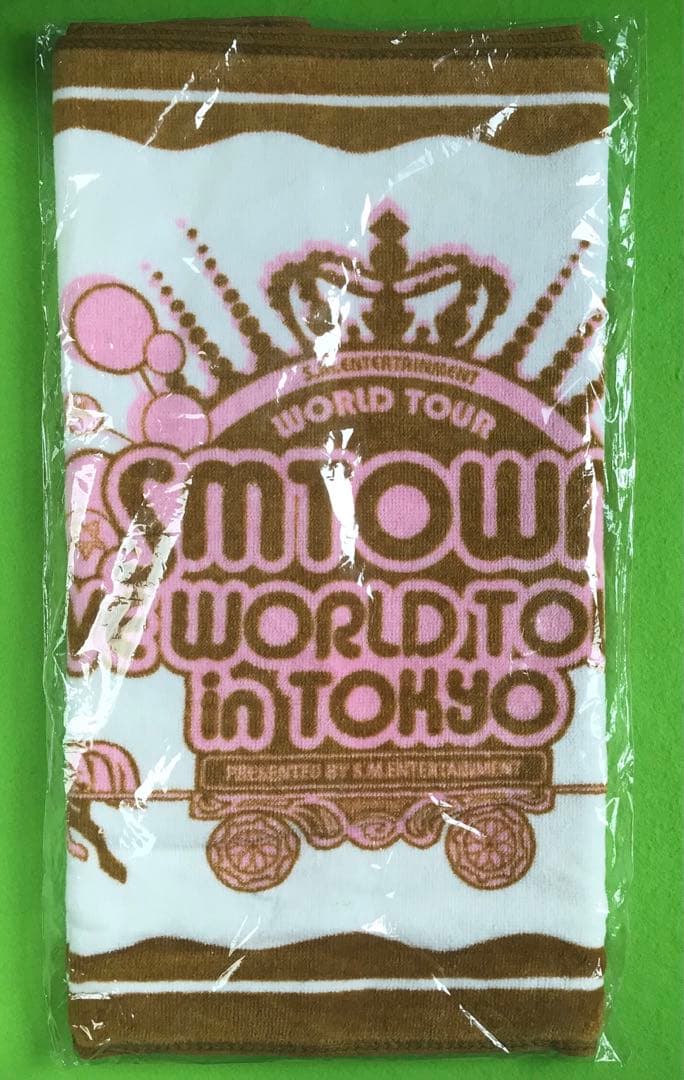 S.M.ENTERTAINMENT
WORLD TOUR
SMTOWN
WORLD TO
in TOKYO
PRESENTED BY S.M.ENTERTAINMENT